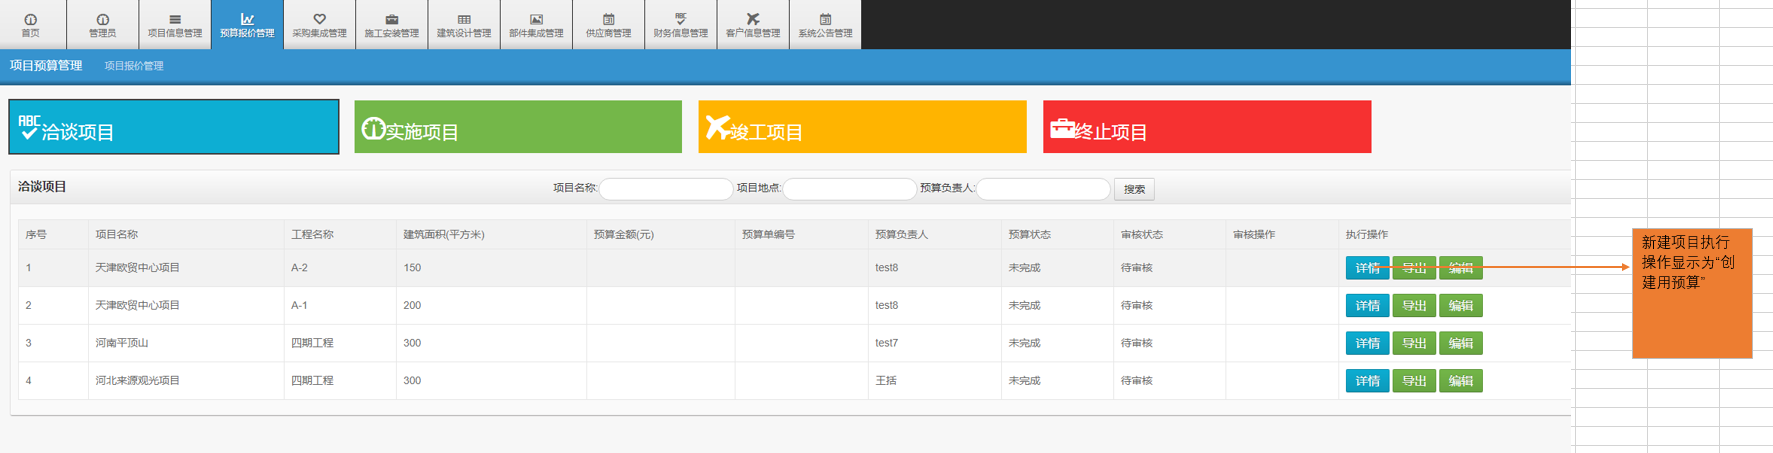 首页 管理员 项目信息管理 预算报价管理 采购集成管理 施工安装管理 建筑设计管理 部件集成管理 供应商管理 财务信息管理 客户信息管理 系统公告管理
项目预算管理 项目报价管理
ABC 洽谈项目 实施项目 竣工项目 终止项目
洽谈项目 项目名称: 项目地点: 预算负责人: 搜索
序号 项目名称 工程名称 建筑面积(平方米) 预算金额(元) 预算单编号 预算负责人 预算状态 审核状态 审核操作 执行操作
1 天津欧贸中心项目 A-2 150 test8 未完成 待审核 详情 导出 编辑
2 天津欧贸中心项目 A-1 200 test8 未完成 待审核 详情 导出 编辑
3 河南平顶山 四期工程 300 test7 未完成 待审核 详情 导出 编辑
4 河北来源观光项目 四期工程 300 王括 未完成 待审核 详情 导出 编辑
新建项目执行
操作显示为“创
建用预算”